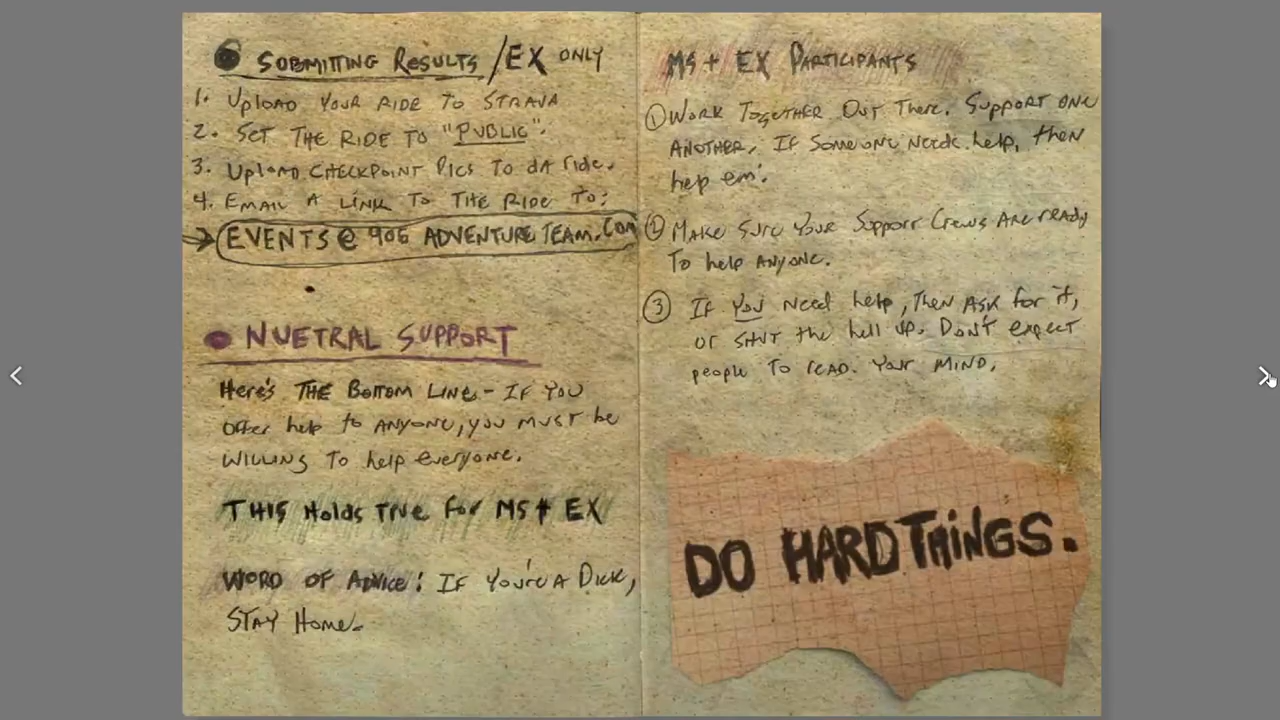 SUBMITTING RESULTS / EX ONLY
1. UPLOAD YOUR RIDE TO STRAVA
2. SET THE RIDE TO "PUBLIC".
3. UPLOAD CHECKPOINT PICS TO DA RIDE.
4. EMAIL A LINK TO THE RIDE TO:
EVENTS@906ADVENTURETEAM.COM
NUETRAL SUPPORT
HERE'S THE BOTTOM LINE - IF YOU
OFFER HELP TO ANYONE, YOU MUST BE
WILLING TO HELP EVERYONE.
THIS HOLDS TRUE FOR MS + EX
WORD OF ADVICE: IF YOU'RE A DICK,
STAY HOME.
MS + EX PARTICIPANTS
① WORK TOGETHER OUT THERE. SUPPORT ONE
ANOTHER. IF SOMEONE NEEDS HELP, THEN
HELP EM'.
② MAKE SURE YOUR SUPPORT CREWS ARE READY
TO HELP ANYONE.
③ IF YOU NEED HELP, THEN ASK FOR IT,
OR SHUT THE HELL UP. DON'T EXPECT
PEOPLE TO READ YOUR MIND.
DO HARD THINGS.